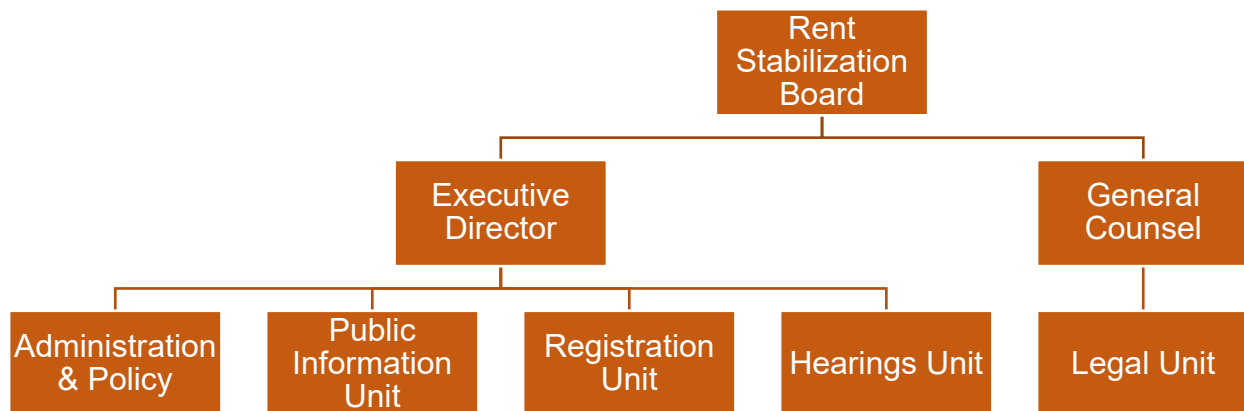 Rent
Stabilization
Board
Executive
Director
General
Counsel
Administration
& Policy
Public
Information
Unit
Registration
Unit
Hearings Unit
Legal Unit